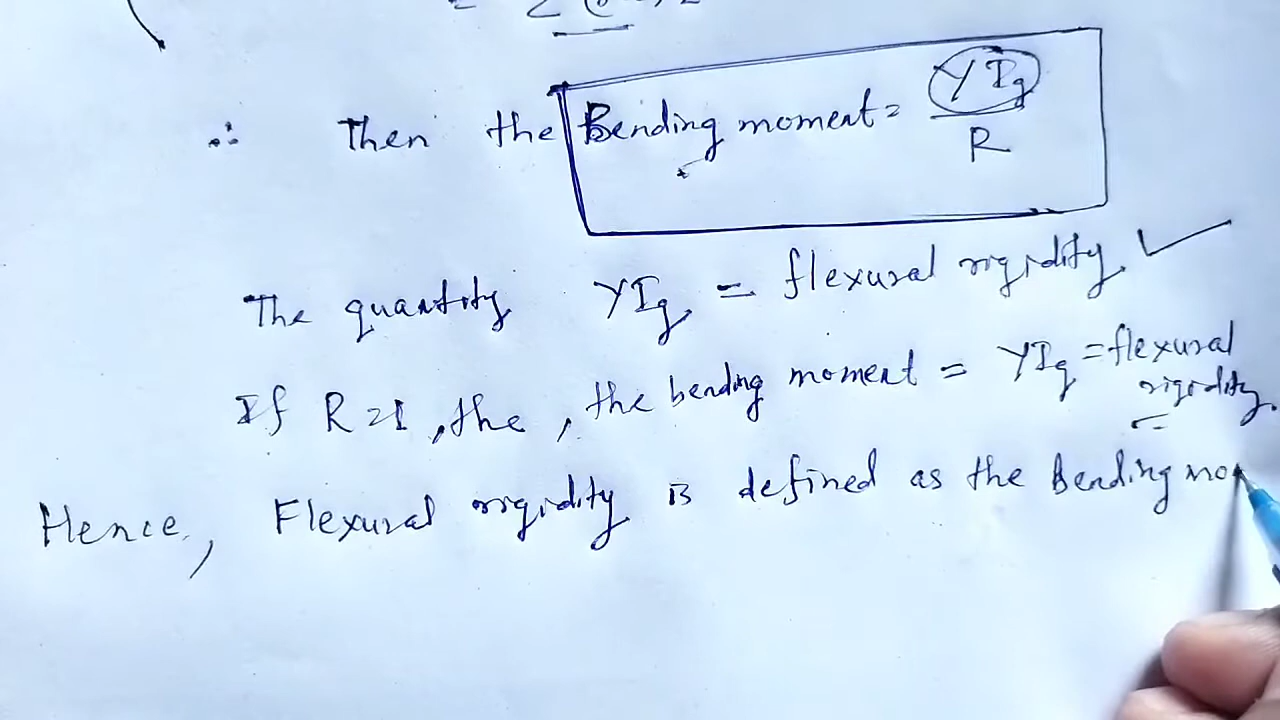 ∴ Then the Bending moment = YIg / R
The quantity YIg = flexural rigidity ✓
If R=1, the, the bending moment = YIg = flexural rigidity.
Hence, Flexural rigidity is defined as the Bending mo